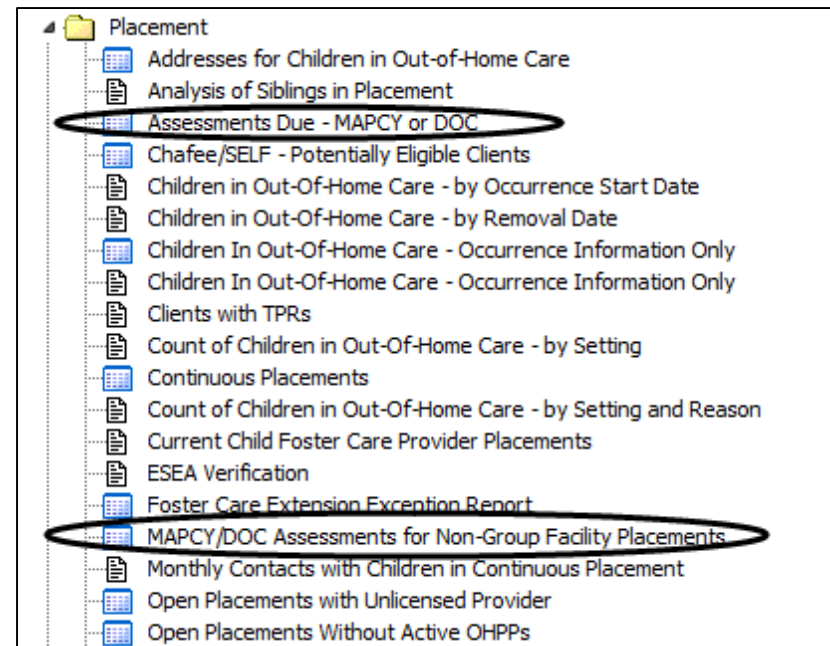 Placement
Addresses for Children in Out-of-Home Care
Analysis of Siblings in Placement
Assessments Due - MAPCY or DOC
Chafee/SELF - Potentially Eligible Clients
Children in Out-Of-Home Care - by Occurrence Start Date
Children in Out-Of-Home Care - by Removal Date
Children In Out-Of-Home Care - Occurrence Information Only
Children In Out-Of-Home Care - Occurrence Information Only
Clients with TPRs
Count of Children in Out-Of-Home Care - by Setting
Continuous Placements
Count of Children in Out-Of-Home Care - by Setting and Reason
Current Child Foster Care Provider Placements
ESEA Verification
Foster Care Extension Exception Report
MAPCY/DOC Assessments for Non-Group Facility Placements
Monthly Contacts with Children in Continuous Placement
Open Placements with Unlicensed Provider
Open Placements Without Active OHPPs